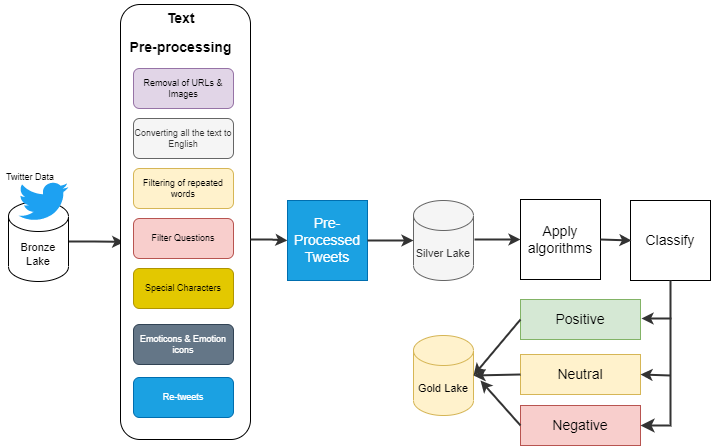 Text
Pre-processing
Removal of URLs &
Images
Converting all the text to
English
Twitter Data
Filtering of repeated
words
Bronze
Lake
Filter Questions
Special Characters
Emoticons & Emotion
icons
Re-tweets
Pre-
Processed
Tweets
Silver Lake
Apply
algorithms
Classify
Positive
Neutral
Negative
Gold Lake